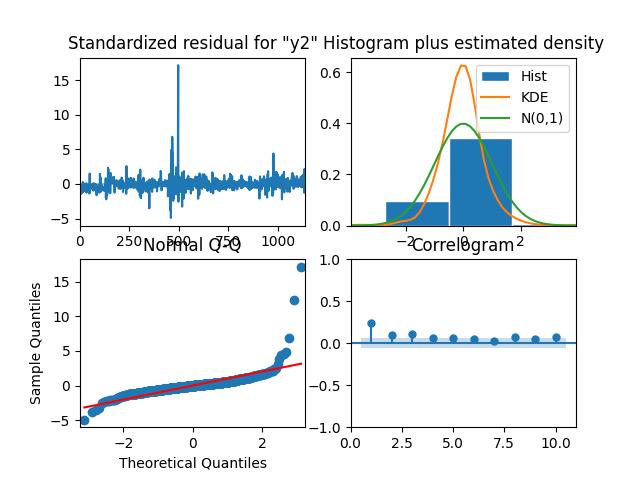 Standardized residual for "y2"
Histogram plus estimated density
15
10
5
0
−5
0 250 500 750 1000
0.6
0.4
0.2
0.0
−2 0 2
Hist
KDE
N(0,1)
Normal Q-Q
Correlogram
Sample Quantiles
15
10
5
0
−5
−2 0 2
Theoretical Quantiles
1.0
0.5
0.0
−0.5
−1.0
0.0 2.5 5.0 7.5 10.0